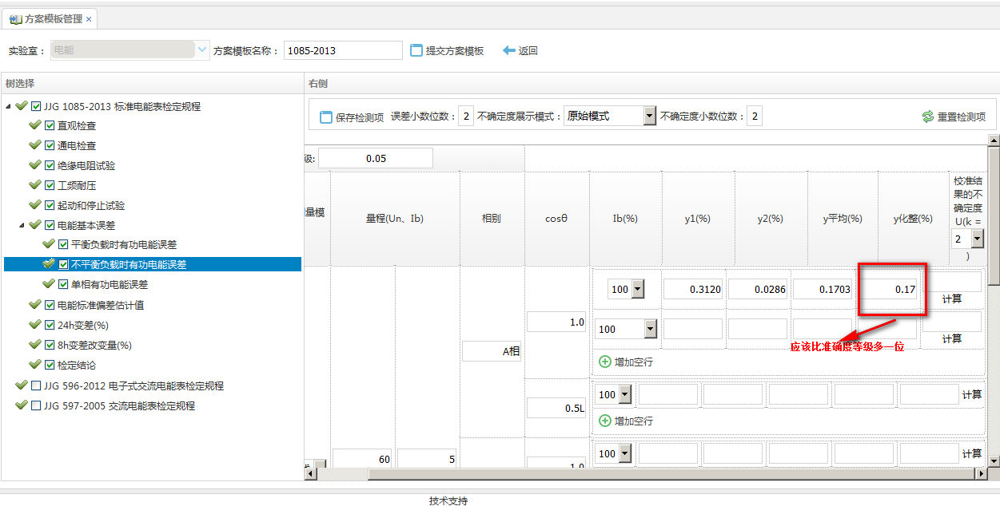 方案模板管理 ×
实验室： 电能 方案模板名称： 1085-2013 提交方案模板 返回
树选择
JJG 1085-2013 标准电能表检定规程
直观检查
通电检查
绝缘电阻试验
工频耐压
起动和停止试验
电能基本误差
平衡负载时有功电能误差
不平衡负载时有功电能误差
单相有功电能误差
电能标准偏差估计值
24h变差(%)
8h变差改变量(%)
检定结论
JJG 596-2012 电子式交流电能表检定规程
JJG 597-2005 交流电能表检定规程
右侧
保存检测项 误差小数位数： 2 不确定度展示模式： 原始模式 不确定度小数位数： 2 重置检测项
级: 0.05
量模 量程(Un、Ib) 相别 cosθ Ib(%) y1(%) y2(%) y平均(%) y化整(%)
校准结
果的不
确定度
U(k =
2
)
100 0.3120 0.0286 0.1703 0.17
计算
1.0
100
计算
应该比准确度等级多一位
A相
增加空行
100 计算
0.5L
增加空行
100 计算
60 5 1.0
技术支持